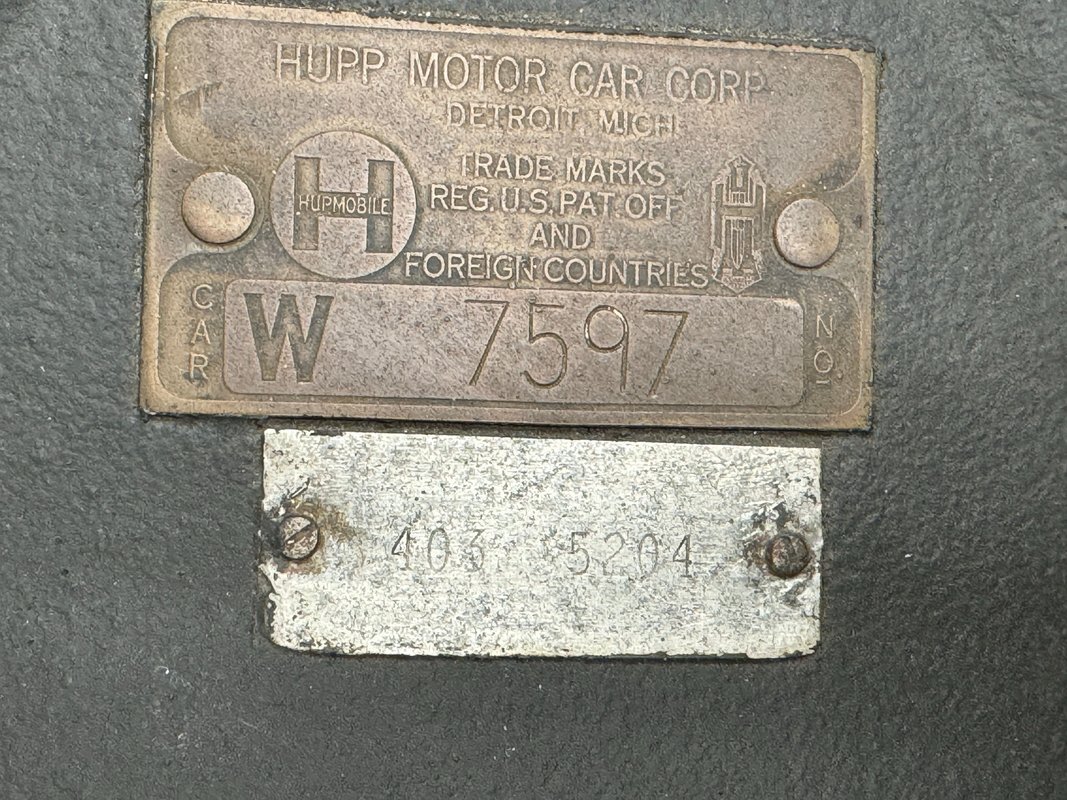 HUPP MOTOR CAR CORP
DETROIT, MICH
TRADE MARKS
REG. U.S. PAT. OFF
AND
FOREIGN COUNTRIES
H
HUPMOBILE
H
CAR W 7597 NO.
403 5204